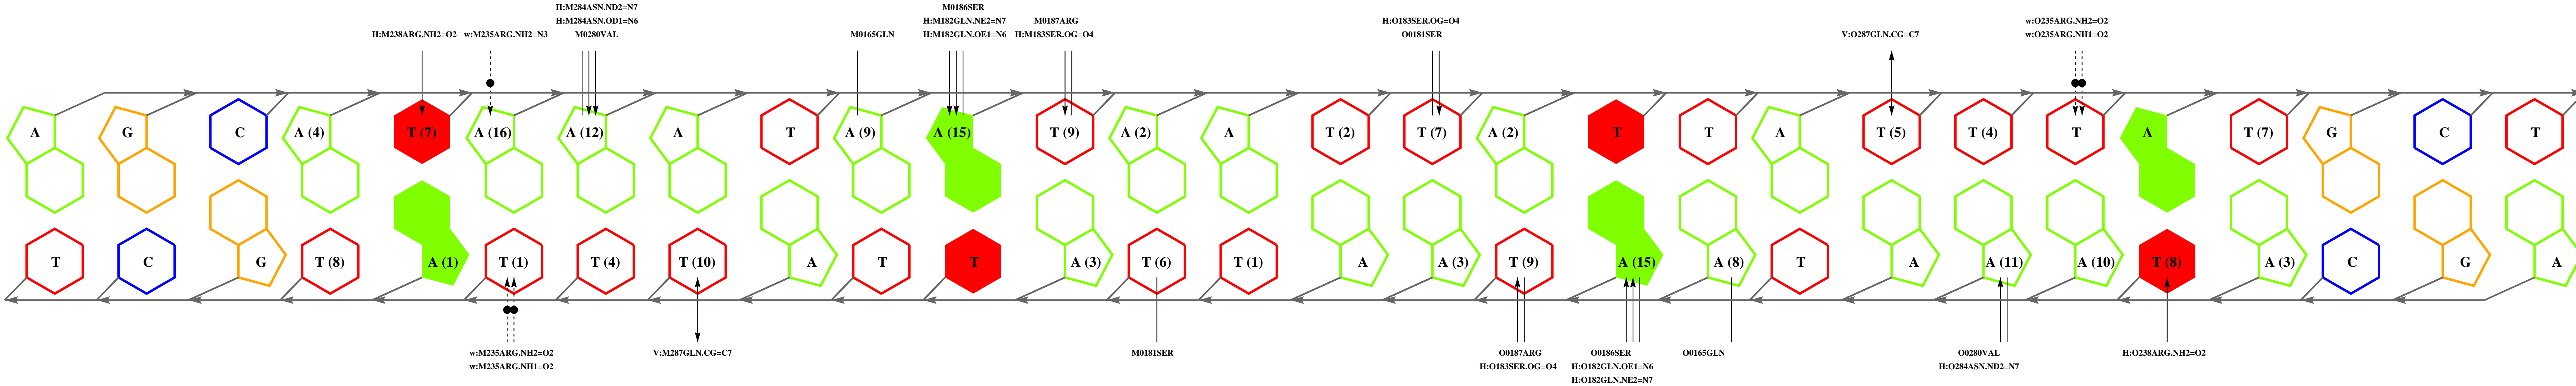 H:M284ASN.ND2=N7
M0186SER
H:M284ASN.OD1=N6
H:M182GLN.NE2=N7
M0187ARG
H:O183SER.OG=O4
w:O235ARG.NH2=O2
H:M238ARG.NH2=O2
w:M235ARG.NH2=N3
M0280VAL
M0165GLN
H:M182GLN.OE1=N6
H:M183SER.OG=O4
O0181SER
V:O287GLN.CG=C7
w:O235ARG.NH1=O2
A G C A (4) T (7) A (16) A (12) A T A (9) A (15) T (9) A (2) A T (2) T (7) A (2) T T A T (5) T (4) T A T (7) G C T
T C G T (8) A (1) T (1) T (4) T (10) A T T A (3) T (6) T (1) A A (3) T (9) A (15) A (8) T A A (11) A (10) T (8) A (3) C G A
w:M235ARG.NH2=O2
V:M287GLN.CG=C7
M0181SER
O0187ARG
O0186SER
O0165GLN
O0280VAL
H:O238ARG.NH2=O2
w:M235ARG.NH1=O2
H:O183SER.OG=O4
H:O182GLN.OE1=N6
H:O284ASN.ND2=N7
H:O182GLN.NE2=N7